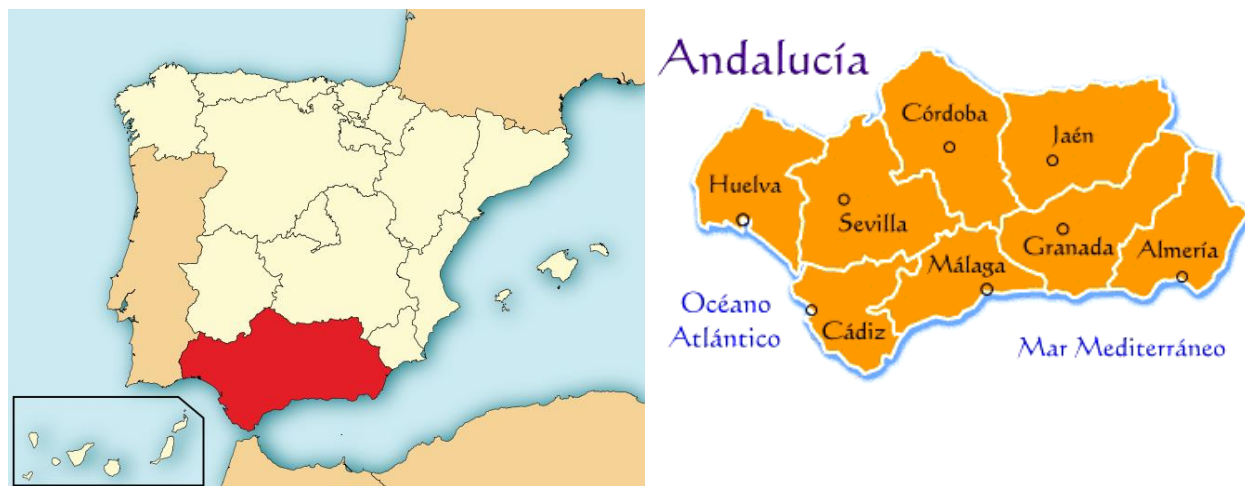 Andalucía
Córdoba
Jaén
Huelva
Sevilla
Granada
Almería
Málaga
Océano
Atlántico
Cádiz
Mar Mediterráneo